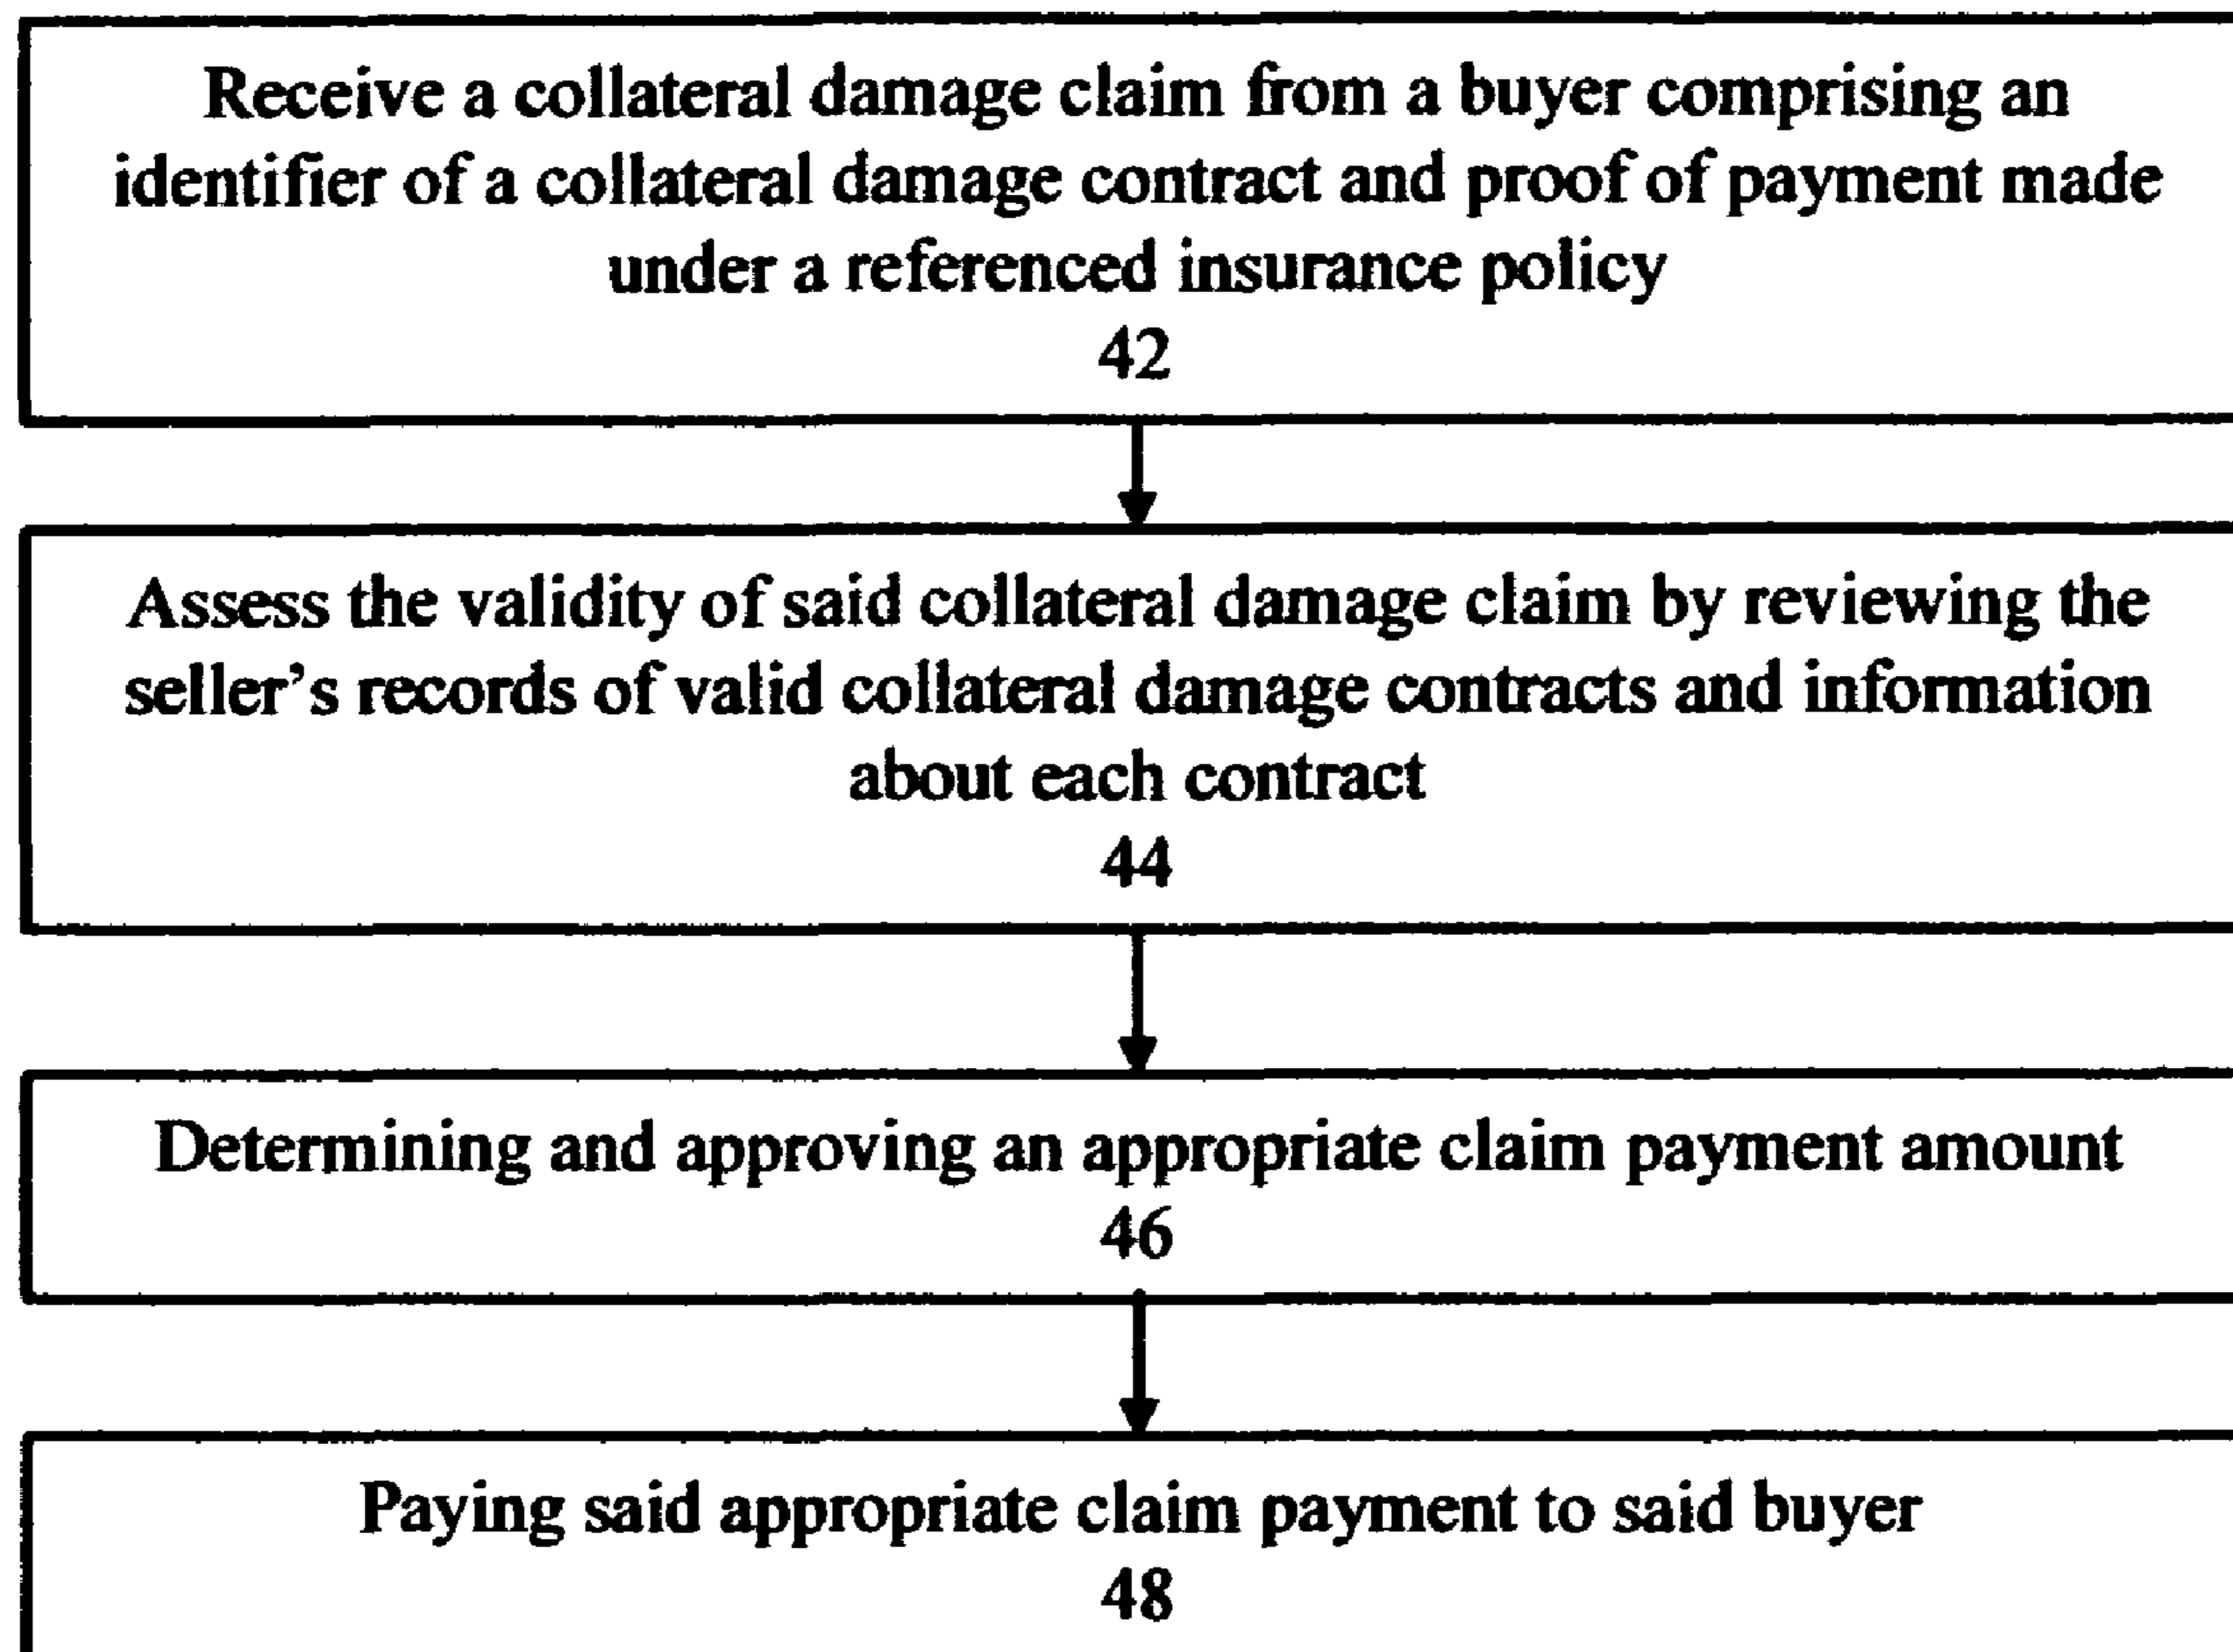 Receive a collateral damage claim from a buyer comprising an
identifier of a collateral damage contract and proof of payment made
under a referenced insurance policy
42
Assess the validity of said collateral damage claim by reviewing the
seller's records of valid collateral damage contracts and information
about each contract
44
Determining and approving an appropriate claim payment amount
46
Paying said appropriate claim payment to said buyer
48